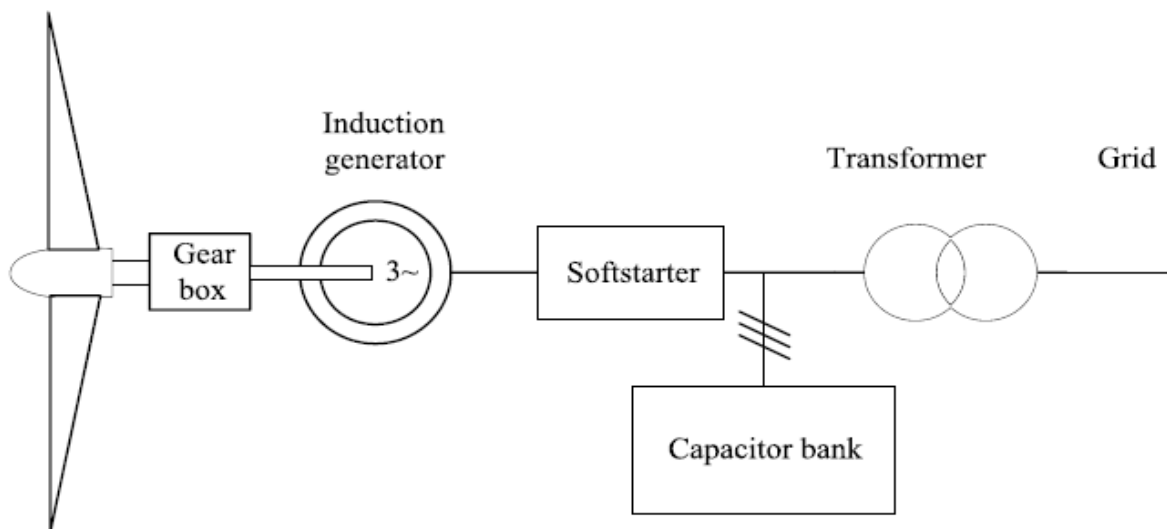 Induction
generator
Transformer
Grid
Gear
box
3~
Softstarter
Capacitor bank